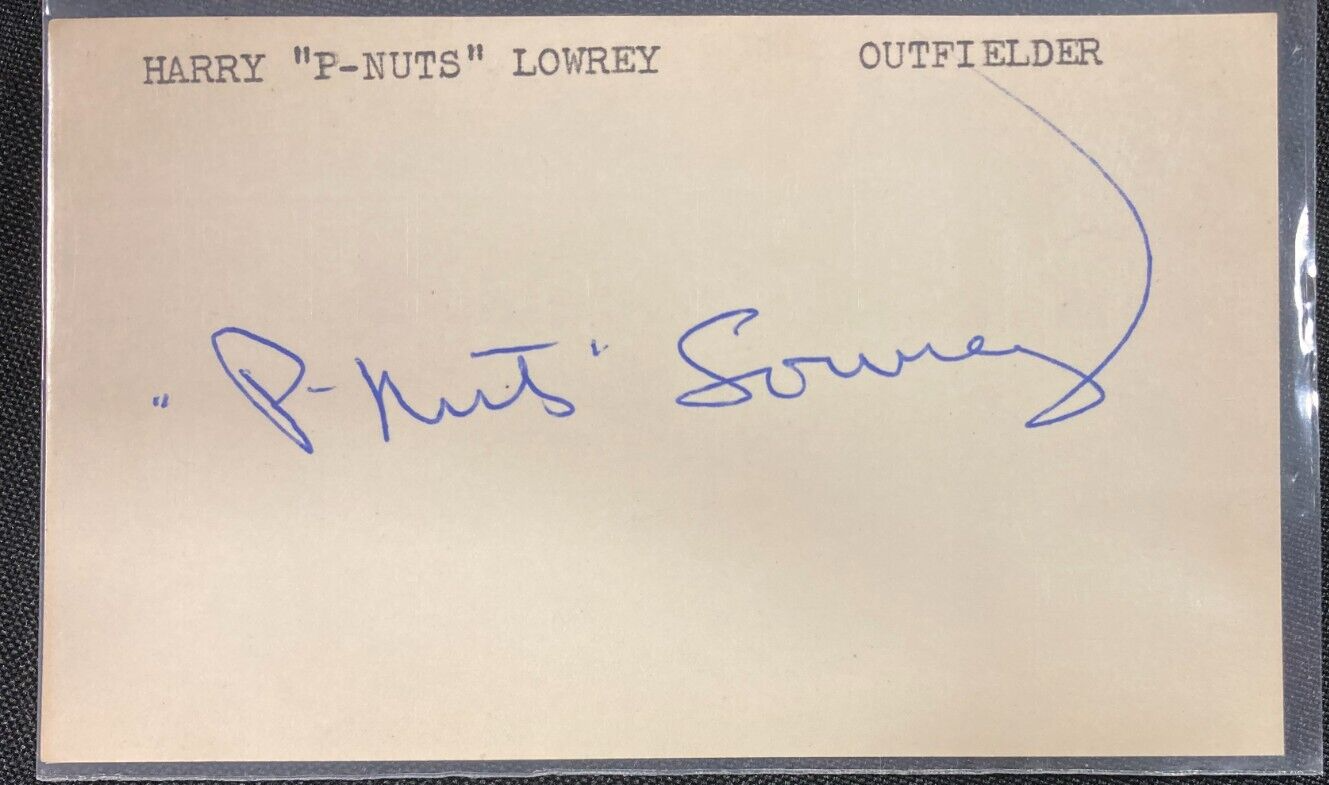 HARRY "P-NUTS" LOWREY OUTFIELDER
"P-Nuts" Lowrey